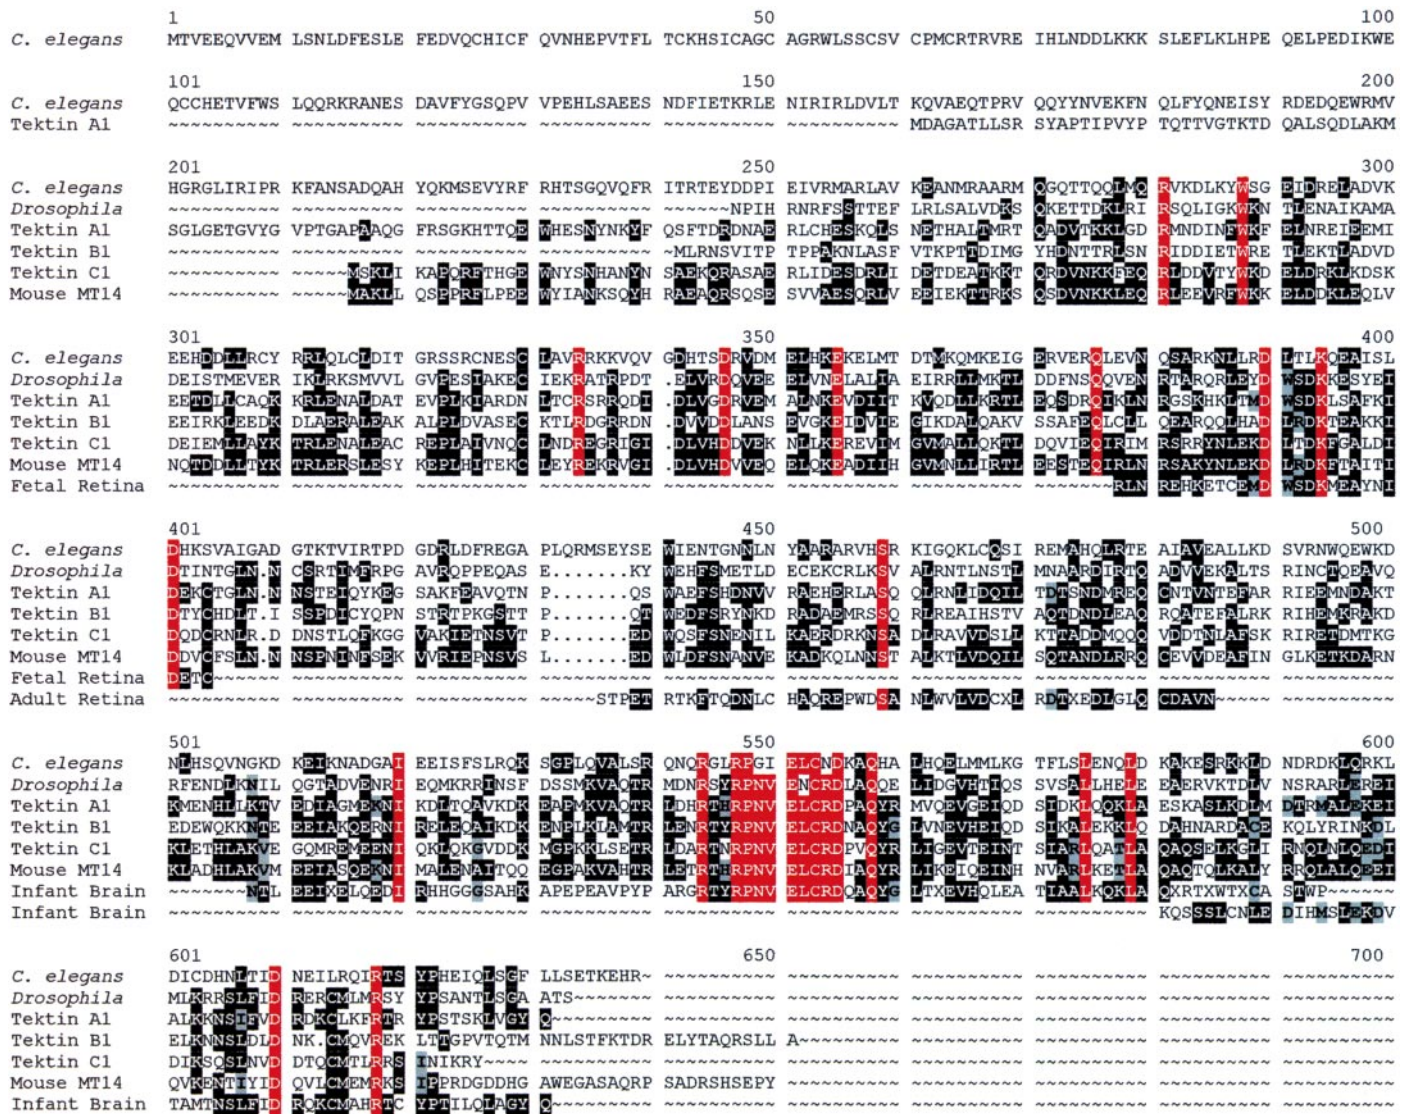 1 50 100
C. elegans MTVEEQVVEM LSNLDFESLE FEDVQCHICF QVNHEPVTFL TCKHSICAGC AGRWLSSCSV CPMCRTRVRE IHLNDDLKKK SLEFLKLHPE QELPEDIKWE
101 150 200
C. elegans QCCHETVFWS LQQRKRANES DAVFYGSQPV VPEHLSAEES NDFIETKRLE NIRIRLDVLT KQVAEQTPRV QQYYNVEKFN QLFYQNEISY RDEDQEWRMV
Tektin A1 ~~~~~~~~~~ ~~~~~~~~~~ ~~~~~~~~~~ ~~~~~~~~~~ ~~~~~~~~~~ ~~~~~~~~~~ MDAGATLLSR SYAPTIPVYP TQTTVGTKTD QALSQDLAKM
201 250 300
C. elegans HGRGLIRIPR KFANSADQAH YQKMSEVYRF RHTSGQVQFR ITRTEYDDPI EIVRMARLAV KEANMRAARM QGQTTQQLMQ RVKDLKYWSG EIDRELADVK
Drosophila ~~~~~~~~~~ ~~~~~~~~~~ ~~~~~~~~~~ ~~~~~~~~~~ ~~~~~~NPIH HRNRFSSTTEF LRLSALVDKS QKETTDKLRI RSQLIGKWKN TLENAIKAMA
Tektin A1 SGLGETGVYG VPTGAPAAQG FRSGKHTTQE WHESNYNKYF QSFTDRDNAE RLCHESKQLS NETHALTMRT QADVTKKLGD RMNDINFWKF ELNREIEEMI
Tektin B1 ~~~~~~~~~~ ~~~~~~~~~~ ~~~~~~~~~~ ~~~~~~~~~~ ~~MLRNSVITP TPPAKNLASF VTKPTTDIMG YHDNTTRLSN RIDDIETWRE TLEKTLADVD
Tektin C1 ~~~~~~~~~~ ~~~~~MSKLI KAPQRFTHGE WNYSNHANYN SAEKQRASAE RLIDESDRLI DETDEATKKT QRDVNKKFEQ RLDDVTYWKD ELDRKLKDSK
Mouse MT14 ~~~~~~~~~~ ~~~~~MAKLL QSPPRFLPEE WYIANKSQYH RAEAQRSQSE SVVAESQRLV EEIEKTTRKS QSDVNKKLEQ RLEEVRFWKK ELDDKLEQLV
301 350 400
C. elegans EEHDDLLRCY RRLQLCLDIT GRSSRCNESC LAVRRKKVQV GDHTSDRVDM ELHKEKELMT DTMKQMKEIG ERVERQLEVN QSARKNLLRD LTLKQEAISL
Drosophila DEISTMEVER IKLRKSMVVL GVPESSIAKEC IEKRATRPDT .ELVRDQVEE ELVNELALIA EIRRLLMKTL DDFNSQQVEN RTARQRLEYD WSDKKESYEI
Tektin A1 EETDLLCAQK KRLENALDAT EVPLKIARDN LTCRSRRQDI .DLVGDRVEM ALNKEVDIIT KVQDLLKRTL EQSDRQIKLN RGSKHKLTMD WSDKLSAFKI
Tektin B1 EEIRKLEEDK DLAERALEAK ALPLDVASEC KTLRDGRRDN .DVVDDLANS EVGKEIDVIE GIKDALQAKV SSAFEQLCLL QEARQQLHAD LRDKTEAKKI
Tektin C1 DEIEMLLAYK TRLENALEAC REPLAIVNQC LNDREGRIGI .DLVHDDVEK NLLKEREVIM GVMALLQKTL DQVIEQIRIM RSRRYNLEKD LTDKFGALDI
Mouse MT14 NQTDDLLTYK TRLERSLESY KEPLHITEKC LEYREKRVGI .DLVHDVVEQ ELQKEADIIH GVMNLLIRTL EESTEQIRLN RSAKYNLEKD LRDKFTAITI
Fetal Retina ~~~~~~~~~~ ~~~~~~~~~~ ~~~~~~~~~~ ~~~~~~~~~~ ~~~~~~~~~~ ~~~~~~~~~~ ~~~~~~~~~~ ~~~~~~~RLN REHKETCEMD WSDKMEAYNI
401 450 500
C. elegans DHKSVAIGAD GTKTVIRTPD GDRLDFREGA PLQRMSEYSE WIENTGNNLN YAARARVHSR KIGQKLCQSI REMAHQLRTE AIAVEALLKD SVRNWQEWKD
Drosophila DTINTGLN.N CSRTIMFRPG AVRQPPEQAS E.......KY WEHFSMETLD ECEKCRLKSV ALRNTLNSTL MNAARDIRTQ ADVVEKALTS RINCTQEAVQ
Tektin A1 DEKCTGLN.N NSTEIQYKEG SAKFEAVQTN P.......QS WAEFSHDNVV RAEHERLASQ QLRNLIDQIL TDTSNDMREQ CNTVNTEFAR RIEEMNDAKT
Tektin B1 DTYCHDLT.I SSPDICYQPN STRTPKGSTT P.......QT WEDFSRYNKD RADAEMRSSQ RLREAIHSTV AQTDNDLEAQ RQATEFALRK RIHEMKRAKD
Tektin C1 DQDCRNLR.D DNSTLQFKGG VAKIETNSVT P.......ED WQSFSNENIL KAERDRKNSA DLRAVVDSLL KTTADDMQQQ VDDTNLAFSK RIRETDMTKG
Mouse MT14 DDVCFSLN.N NSPNINFSEK VVRIEPNSVS L.......ED WLDFSNANVE KADKQLNNST ALKTLVDQIL SQTANDLRRQ CEVVDEAFIN GLKETKDARN
Fetal Retina DETC~~~~~~ ~~~~~~~~~~ ~~~~~~~~~~ ~~~~~~~~~~ ~~~~~~~~~~ ~~~~~~~~~~ ~~~~~~~~~~ ~~~~~~~~~~ ~~~~~~~~~~ ~~~~~~~~~~
Adult Retina ~~~~~~~~~~ ~~~~~~~~~~ ~~~~~~~~~~ ~~~~~~STPET RTKFTQDNLC HAQREPWDSA NLWVLVDCXL RDTXEDLGLQ CDAVN~~~~~ ~~~~~~~~~~
501 550 600
C. elegans NLHSQVNGKD KEIKNADGAI EEISFSLRQK SGPLQVALSR QNQRGLRPGI ELCNDKAQHA LHQELMMLKG TFLSLENQLD KAKESRKKLD NDRDKLQRKL
Drosophila RFENDLKNIL QGTADVENRI EQMKRRINSF DSSMKVAQTR MDNRSYRPNV ENCRDLAQQE LIDGVHTIQS SVSALLHELE EAERVKTDLV NSRARLEREI
Tektin A1 KMENHLLKTV EDIAGMEKNI KDLTQAVKDK EAPMKVAQTR LDHRTHRPNV ELCRDPAQYR MVQEVGEIQD SIDKLQQKLA ESKASLKDLM DTRMALEKEI
Tektin B1 EDEWQKKNTE EEIAKQERNI RELEQAIKDK ENPLKLAMTR LENRTYRPNV ELCRDNAQYG LVNEVHEIQD SIKALEKKLQ DAHNARDACE KQLYRINKDL
Tektin C1 KLETHLAKVE GQMREMEENI QKLQKGVDDK MGPKKLSETR LDARTNRPNV ELCRDPVQYR LIGEVTEINT SIARLQATLA QAQSELKGLI RNQLNLQEDI
Mouse MT14 KLADHLAKVM EEIASQEKNI MALENAITQQ EGPAKVAHTR LETRTHRPNV ELCRDVAQYR LIKEIQEINH NVARLKETLA QAQTQLKALY RRQLALQEEI
Infant Brain ~~~~~~~NTL EEIXELQEDI RHHGGGSAHK APEPEAVPYP ARGRTYRPNV ELCRDQAQYG LTXEVHQLEA TIAALKQKLA QXRTXWTXCA STWP~~~~~~
Infant Brain ~~~~~~~~~~ ~~~~~~~~~~ ~~~~~~~~~~ ~~~~~~~~~~ ~~~~~~~~~~ ~~~~~~~~~~ ~~~~~~~~~~ ~~~~~~~~~~ KQSSSLCNLE DIHMSLEKDV
601 650 700
C. elegans DICDHNLTID NEILRQIRTS YPHEIQLSGF LLSETKEHR~ ~~~~~~~~~~ ~~~~~~~~~~ ~~~~~~~~~~ ~~~~~~~~~~ ~~~~~~~~~~ ~~~~~~~~~~
Drosophila MLKRRSLFID RERCMLMRSY YPSANTLSGA ATS~~~~~~~ ~~~~~~~~~~ ~~~~~~~~~~ ~~~~~~~~~~ ~~~~~~~~~~ ~~~~~~~~~~ ~~~~~~~~~~
Tektin A1 ALKKNSIFVD RDKCLKFRTR YPSTSKLVGY Q~~~~~~~~~ ~~~~~~~~~~ ~~~~~~~~~~ ~~~~~~~~~~ ~~~~~~~~~~ ~~~~~~~~~~ ~~~~~~~~~~
Tektin B1 ELKNNSLDLD NK.CMQVREK LTTGPVTQTM NNLSTFKTDR ELYTAQRSLL A~~~~~~~~~ ~~~~~~~~~~ ~~~~~~~~~~ ~~~~~~~~~~ ~~~~~~~~~~
Tektin C1 DIKSQSLNVD DTQCMTLRRS INIKRY~~~~ ~~~~~~~~~~ ~~~~~~~~~~ ~~~~~~~~~~ ~~~~~~~~~~ ~~~~~~~~~~ ~~~~~~~~~~ ~~~~~~~~~~
Mouse MT14 QVKENTIYID QVLCMEMRKS IPPRDGDDHG AWEGASAQRP SADRSHSEPY ~~~~~~~~~~ ~~~~~~~~~~ ~~~~~~~~~~ ~~~~~~~~~~ ~~~~~~~~~~
Infant Brain TAMTNSLFID RQKCMAHRTC YPTILQLAGY Q~~~~~~~~~ ~~~~~~~~~~ ~~~~~~~~~~ ~~~~~~~~~~ ~~~~~~~~~~ ~~~~~~~~~~ ~~~~~~~~~~